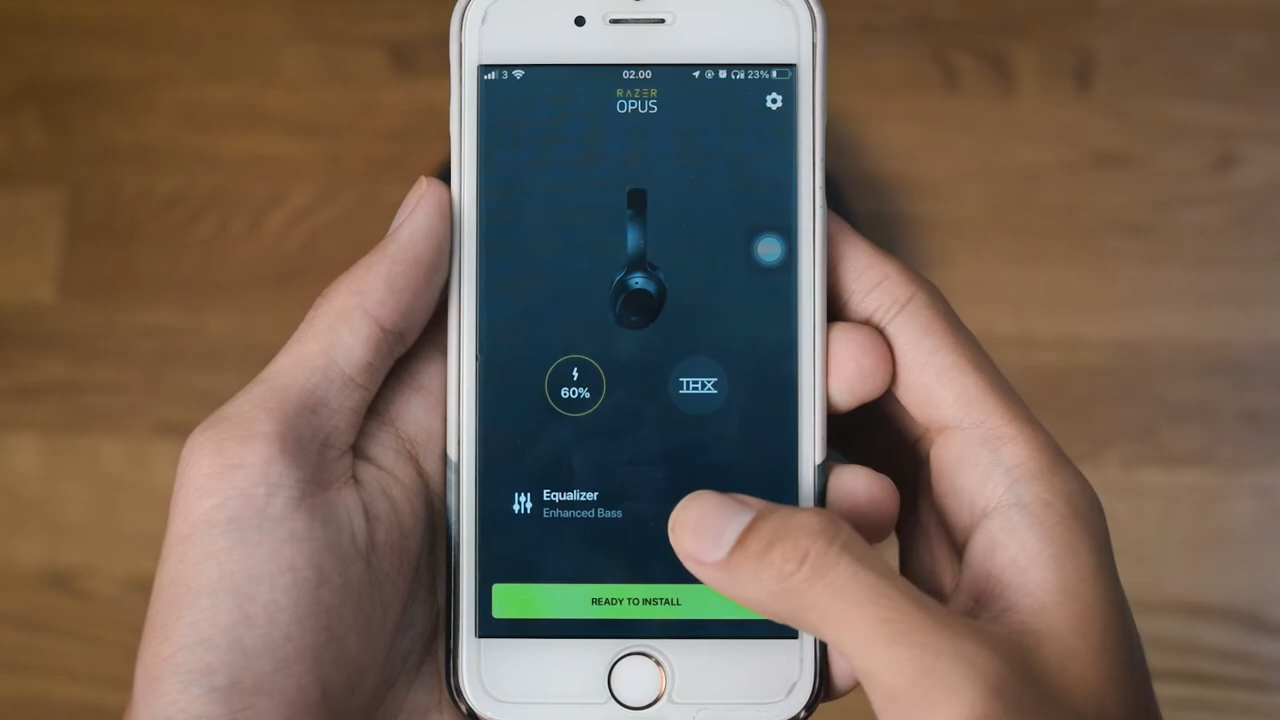 3 02.00 23%
RAZER
OPUS
60%
THX
Equalizer
Enhanced Bass
READY TO INSTALL